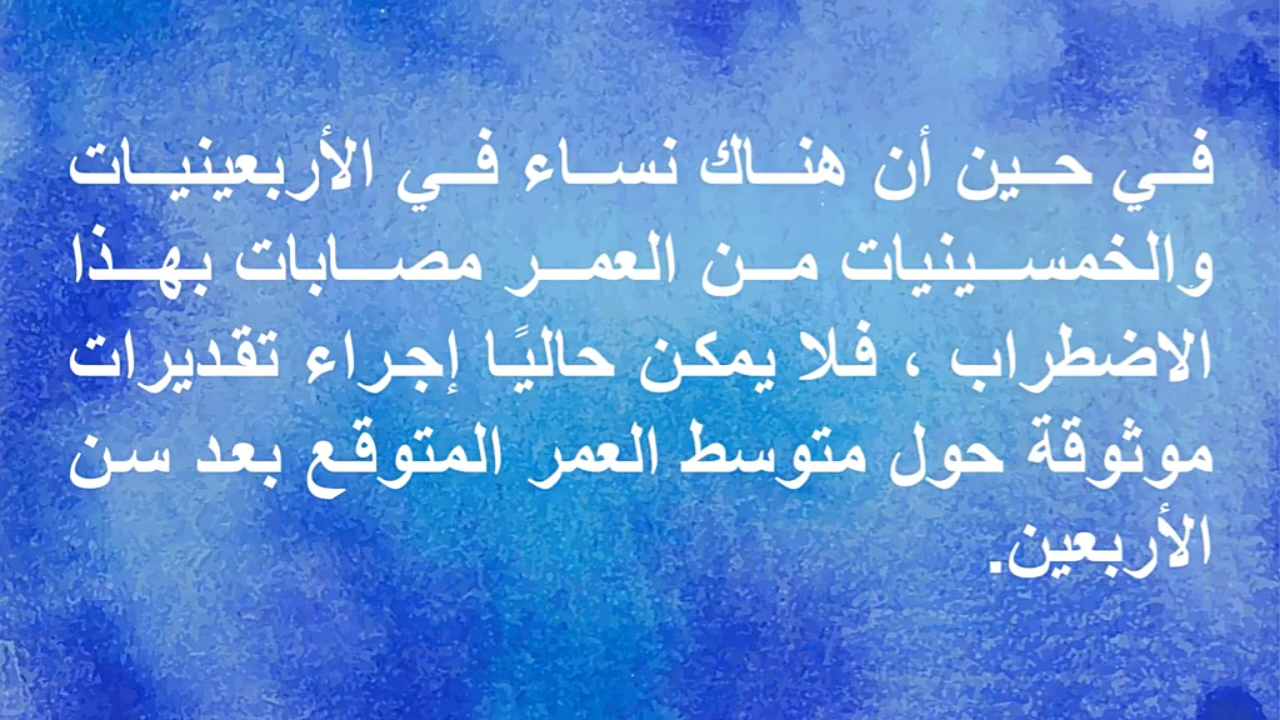 في حين أن هناك نساء في الأربعينيات
والخمسينيات من العمر مصابات بهذا
الاضطراب ، فلا يمكن حاليًا إجراء تقديرات
موثوقة حول متوسط العمر المتوقع بعد سن
الأربعين.